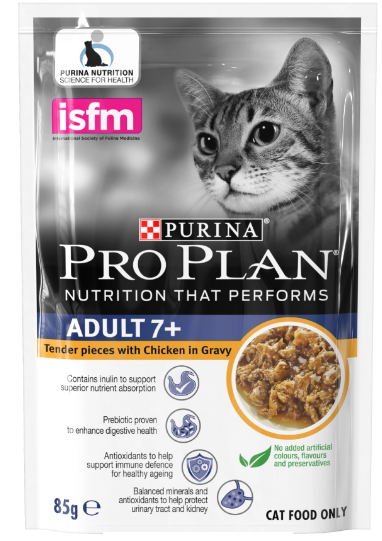 PURINA NUTRITION
SCIENCE FOR HEALTH
isfm
International Society of Feline Medicine
PURINA®
PRO PLAN®
NUTRITION THAT PERFORMS
ADULT 7+
Tender pieces with Chicken in Gravy
Contains inulin to support
superior nutrient absorption
Prebiotic proven
to enhance digestive health
Antioxidants to help
support immune defence
for healthy ageing
Balanced minerals and
antioxidants to help protect
urinary tract and kidney
No added artificial
colours, flavours
and preservatives
85g ℮
CAT FOOD ONLY